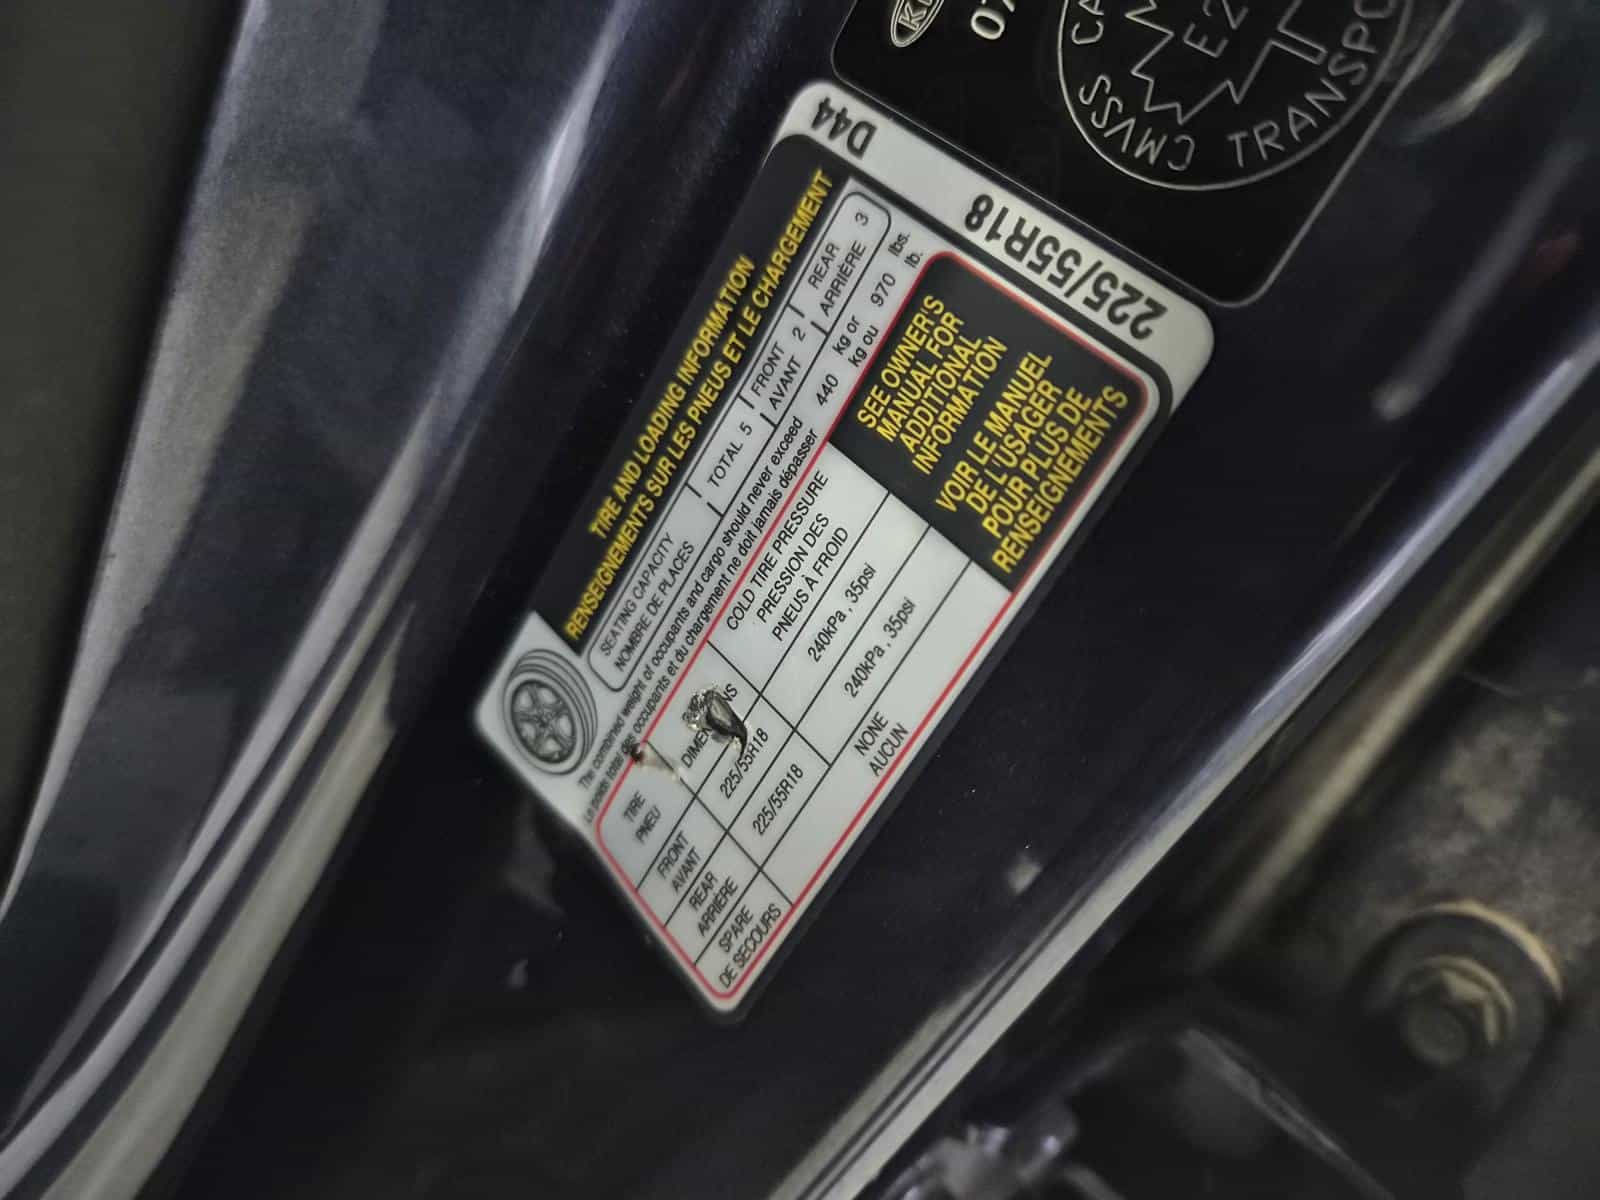 D44
225/55R18
TIRE AND LOADING INFORMATION
RENSEIGNEMENTS SUR LES PNEUS ET LE CHARGEMENT
SEATING CAPACITY
NOMBRE DE PLACES
TOTAL 5
FRONT
AVANT 2
REAR
ARRIÈRE 3
The combined weight of occupants and cargo should never exceed 440 kg or 970 lbs.
Le poids total des occupants et du chargement ne doit jamais dépasser kg ou lb.
TIRE
PNEU
DIMENSIONS
COLD TIRE PRESSURE
PRESSION DES
PNEUS À FROID
FRONT
AVANT
225/55R18
240kPa , 35psi
REAR
ARRIÈRE
225/55R18
240kPa , 35psi
SPARE
DE SECOURS
NONE
AUCUN
SEE OWNER'S
MANUAL FOR
ADDITIONAL
INFORMATION
VOIR LE MANUEL
DE L'USAGER
POUR PLUS DE
RENSEIGNEMENTS
07
CMVSS
TRANSPO
CA
E2